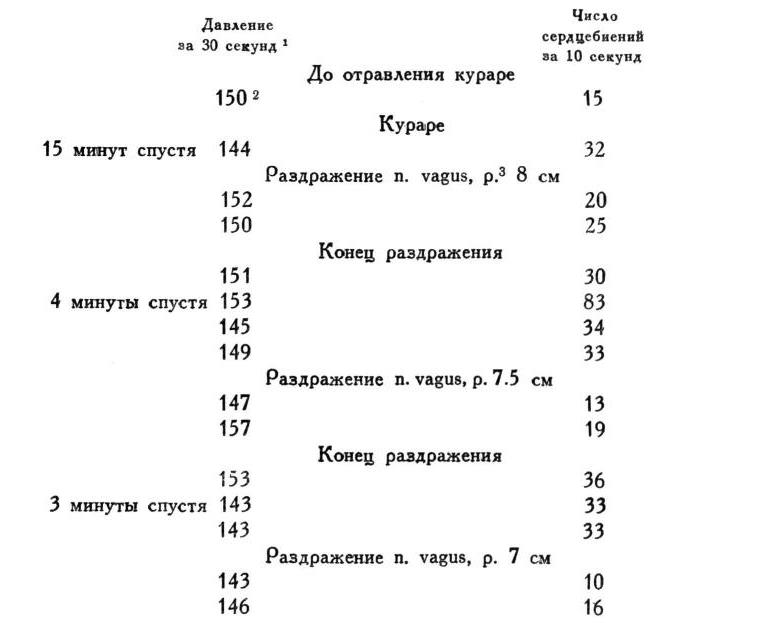 Давление
за 30 секунд ¹
Число
сердцебиений
за 10 секунд
До отравления кураре
150 ² 15
Кураре
15 минут спустя 144 32
Раздражение n. vagus, p.³ 8 см
152 20
150 25
Конец раздражения
151 30
4 минуты спустя 153 83
145 34
149 33
Раздражение n. vagus, p. 7.5 см
147 13
157 19
Конец раздражения
153 36
3 минуты спустя 143 33
143 33
Раздражение n. vagus, p. 7 см
143 10
146 16